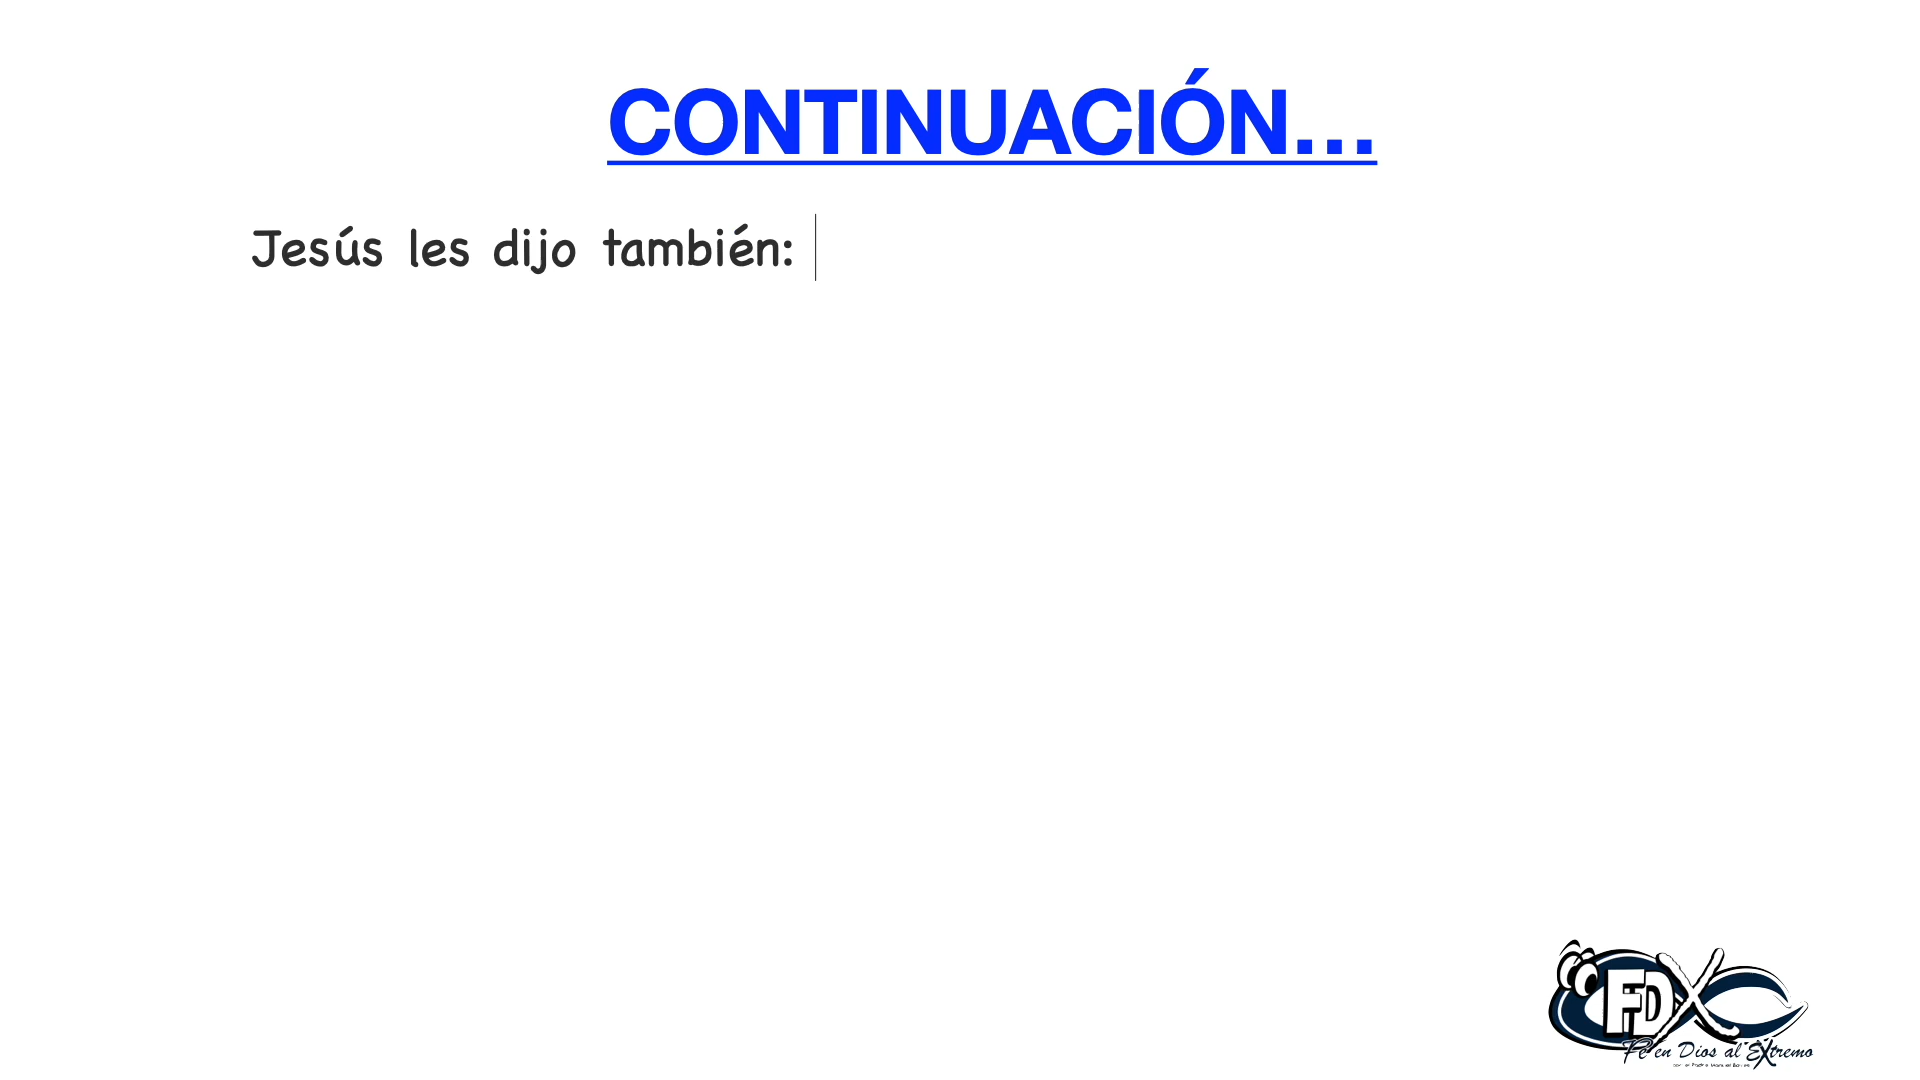 CONTINUACIÓN...
Jesús les dijo también:
FDX
Fe en Dios al Extremo